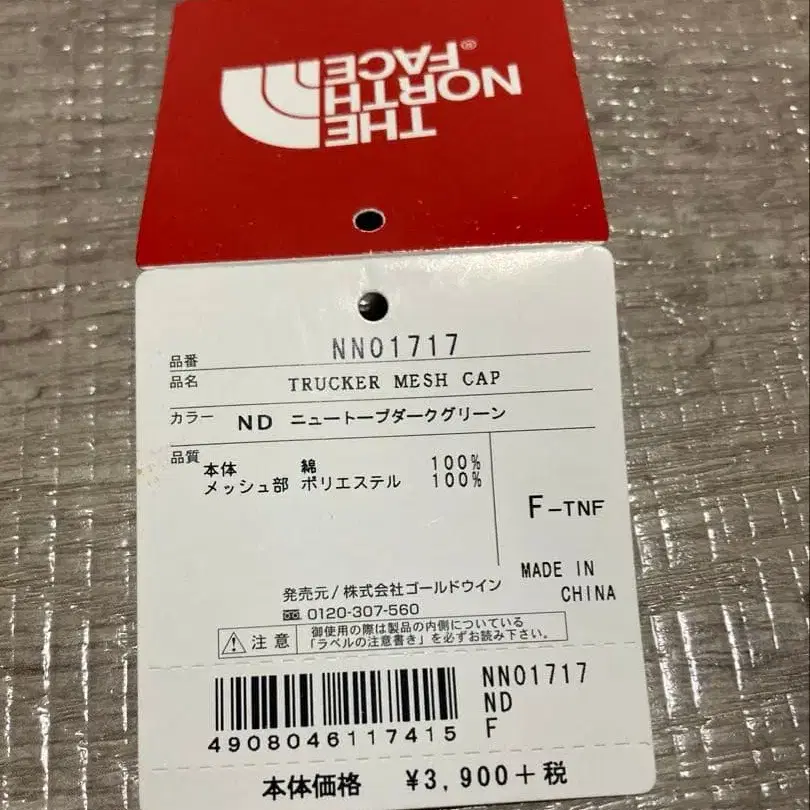 THE
NORTH
FACE®
品番 NN01717
品名 TRUCKER MESH CAP
カラー ND ニュートープダークグリーン
品質
本体 綿 100%
メッシュ部 ポリエステル 100%
F-TNF
MADE IN
CHINA
発売元/株式会社ゴールドウイン
0120-307-560
注意
御使用の際は製品の内側についている
「ラベルの注意書き」を必ずお読み下さい。
4908046117415
NN01717
ND
F
本体価格 ¥3,900+税